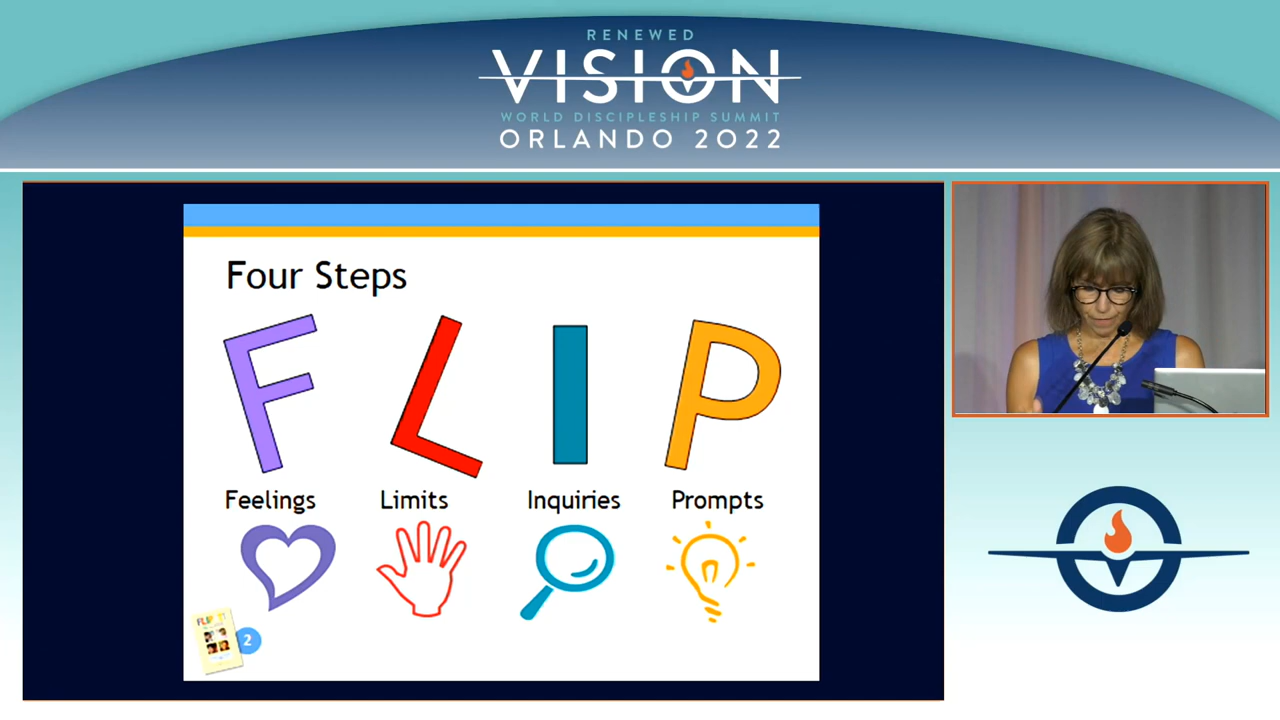 RENEWED
VISION
WORLD DISCIPLESHIP SUMMIT
ORLANDO 2022
Four Steps
F L I P
Feelings Limits Inquiries Prompts
2